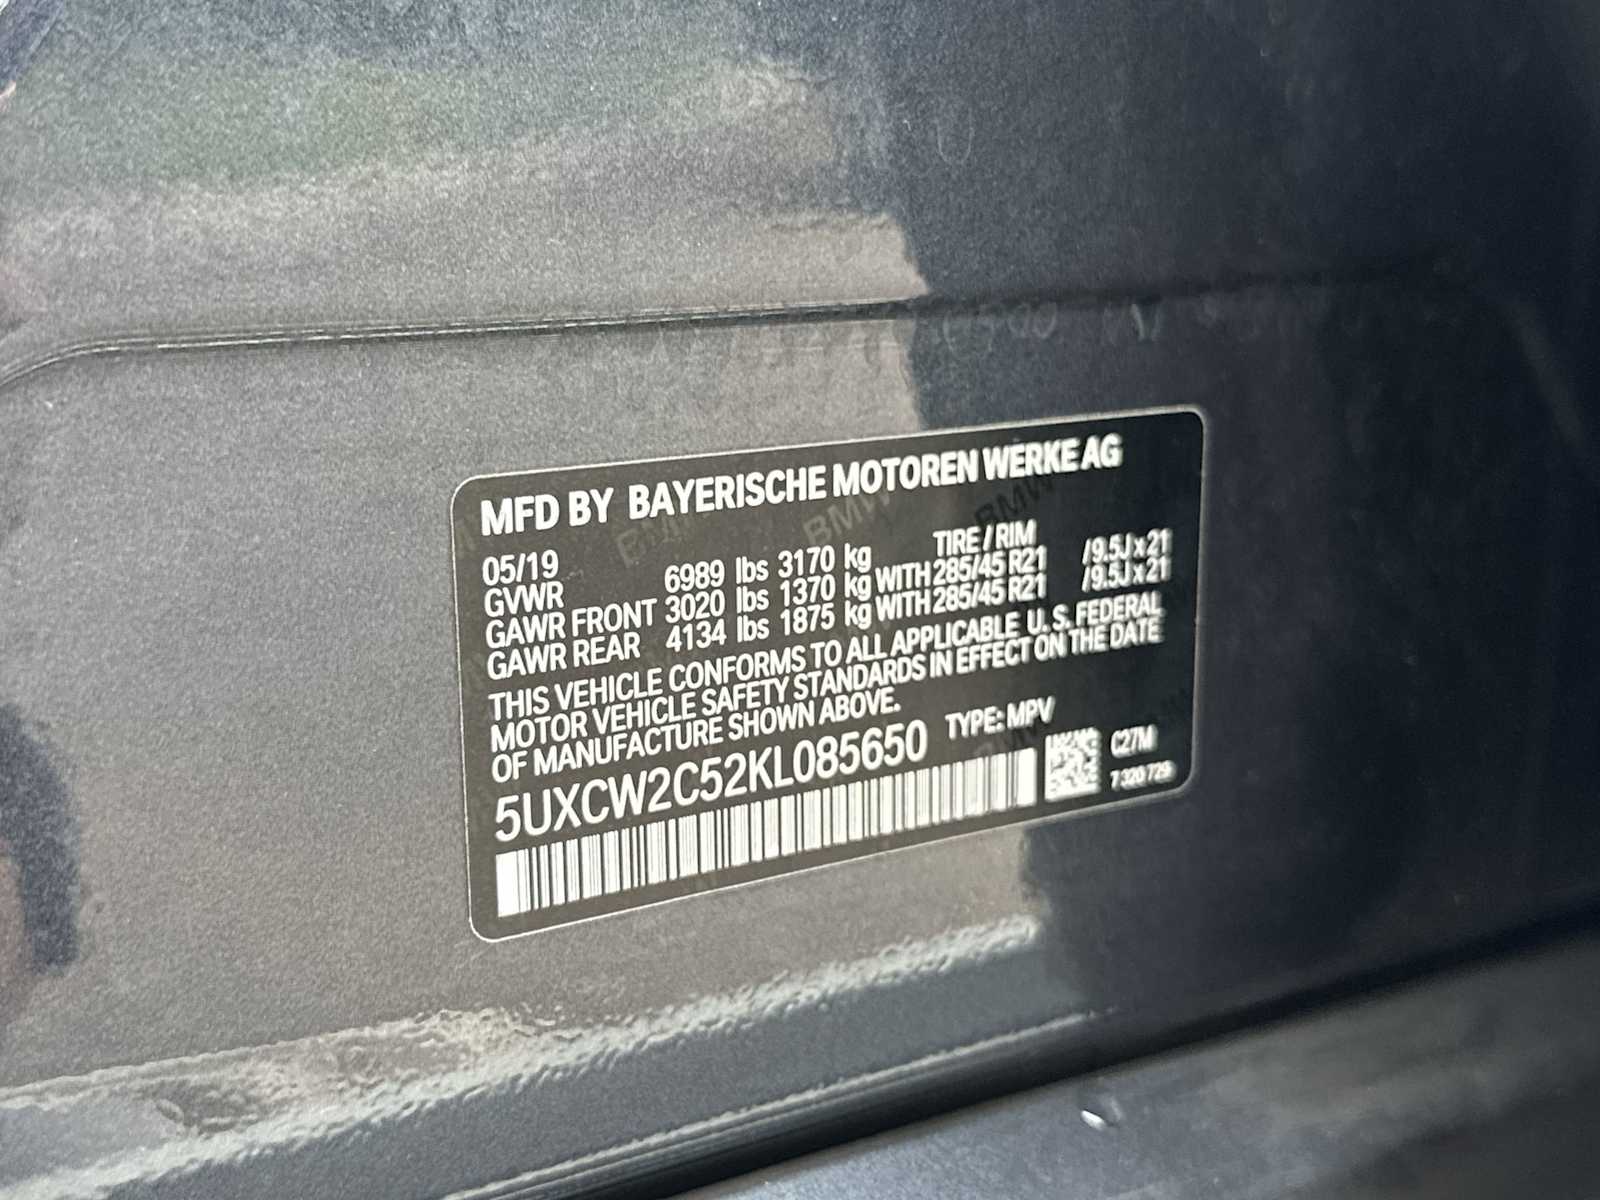 MFD BY BAYERISCHE MOTOREN WERKE AG
05/19 TIRE / RIM
GVWR 6989 lbs 3170 kg
GAWR FRONT 3020 lbs 1370 kg WITH 285/45 R21 /9.5J x 21
GAWR REAR 4134 lbs 1875 kg WITH 285/45 R21 /9.5J x 21
THIS VEHICLE CONFORMS TO ALL APPLICABLE U. S. FEDERAL
MOTOR VEHICLE SAFETY STANDARDS IN EFFECT ON THE DATE
OF MANUFACTURE SHOWN ABOVE.
5UXCW2C52KL085650 TYPE: MPV
C27M
7 320 729